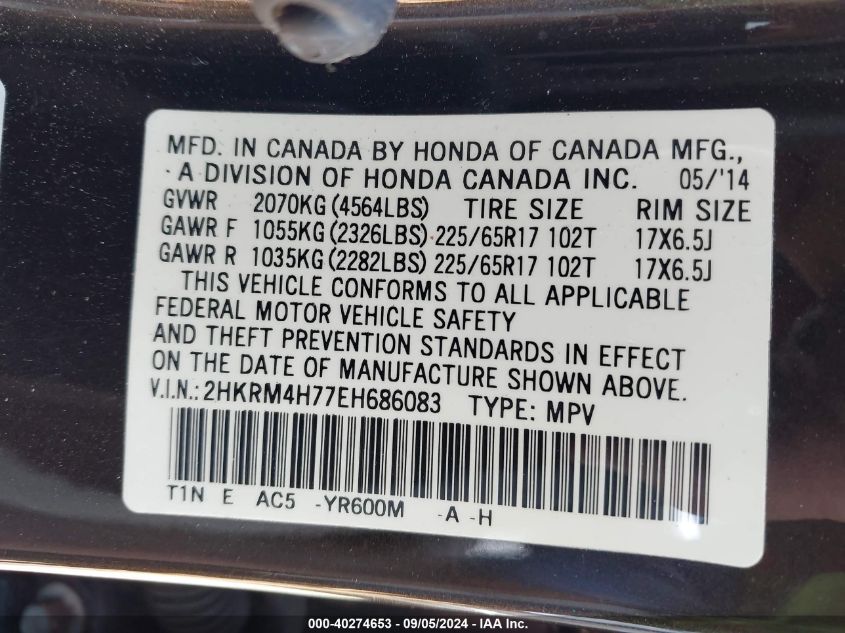 MFD. IN CANADA BY HONDA OF CANADA MFG.,
A DIVISION OF HONDA CANADA INC. 05/'14
GVWR 2070KG (4564LBS) TIRE SIZE RIM SIZE
GAWR F 1055KG (2326LBS) 225/65R17 102T 17X6.5J
GAWR R 1035KG (2282LBS) 225/65R17 102T 17X6.5J
THIS VEHICLE CONFORMS TO ALL APPLICABLE
FEDERAL MOTOR VEHICLE SAFETY
AND THEFT PREVENTION STANDARDS IN EFFECT
ON THE DATE OF MANUFACTURE SHOWN ABOVE.
V.I.N.: 2HKRM4H77EH686083 TYPE: MPV
T1N E AC5 -YR600M -A -H
000-40274653 - 09/05/2024 - IAA Inc.